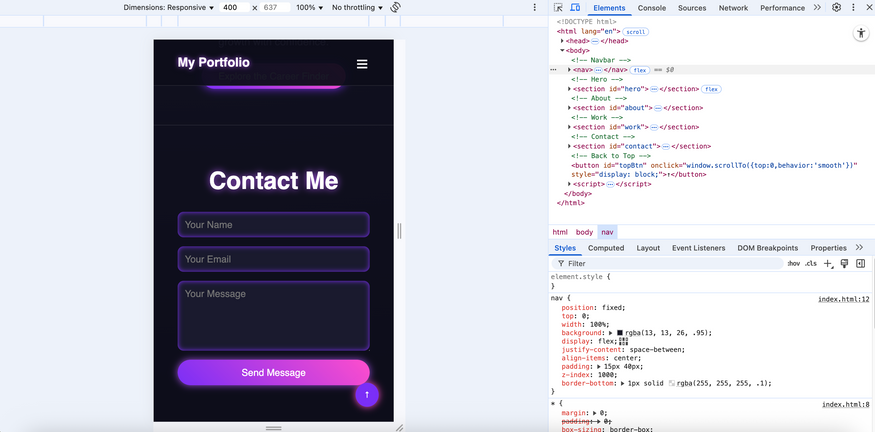 Dimensions: Responsive 400 × 637 100% No throttling
Elements Console Sources Network Performance
<!DOCTYPE html>
<html lang="en"> scroll
<head> </head>
<body>
<!-- Navbar -->
<nav> </nav> flex == $0
<!-- Hero -->
<section id="hero"> </section> flex
<!-- About -->
<section id="about"> </section>
<!-- Work -->
<section id="work"> </section>
<!-- Contact -->
<section id="contact"> </section>
<!-- Back to Top -->
<button id="topBtn" onclick="window.scrollTo({top:0,behavior:'smooth'})"
style="display: block;">↑</button>
<script> </script>
</body>
</html>
My Portfolio
Contact Me
Your Name
Your Email
Your Message
Send Message
↑
html body nav
Styles Computed Layout Event Listeners DOM Breakpoints Properties
Filter :hov .cls
element.style {
}
nav { index.html:12
position: fixed;
top: 0;
width: 100%;
background: rgba(13, 13, 26, .95);
display: flex;
justify-content: space-between;
align-items: center;
padding: 15px 40px;
z-index: 1000;
border-bottom: 1px solid rgba(255, 255, 255, .1);
}
* { index.html:8
margin: 0;
padding: 0;
box-sizing: border-box;